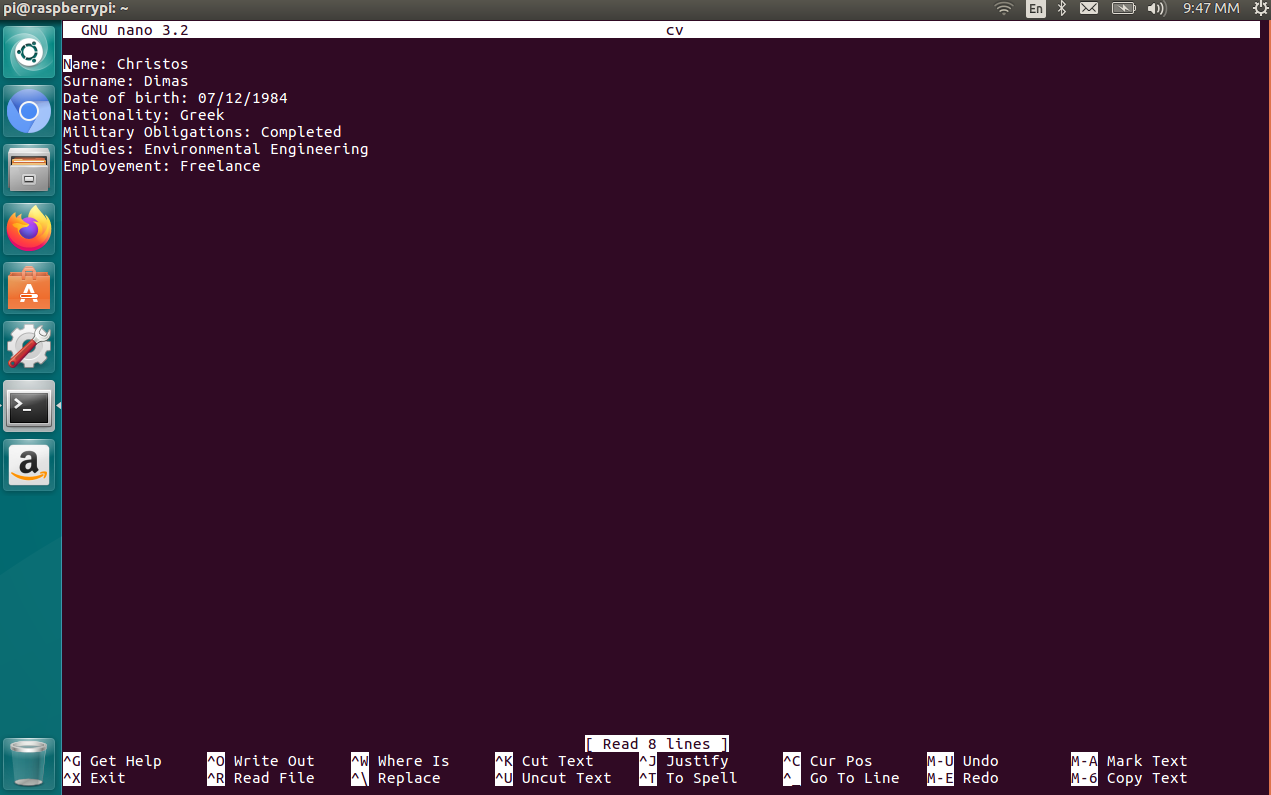 pi@raspberrypi: ~
En
9:47 MM
GNU nano 3.2 cv
Name: Christos
Surname: Dimas
Date of birth: 07/12/1984
Nationality: Greek
Military Obligations: Completed
Studies: Environmental Engineering
Employement: Freelance
[ Read 8 lines ]
^G Get Help ^O Write Out ^W Where Is ^K Cut Text ^J Justify ^C Cur Pos M-U Undo M-A Mark Text
^X Exit ^R Read File ^\ Replace ^U Uncut Text ^T To Spell ^_ Go To Line M-E Redo M-6 Copy Text